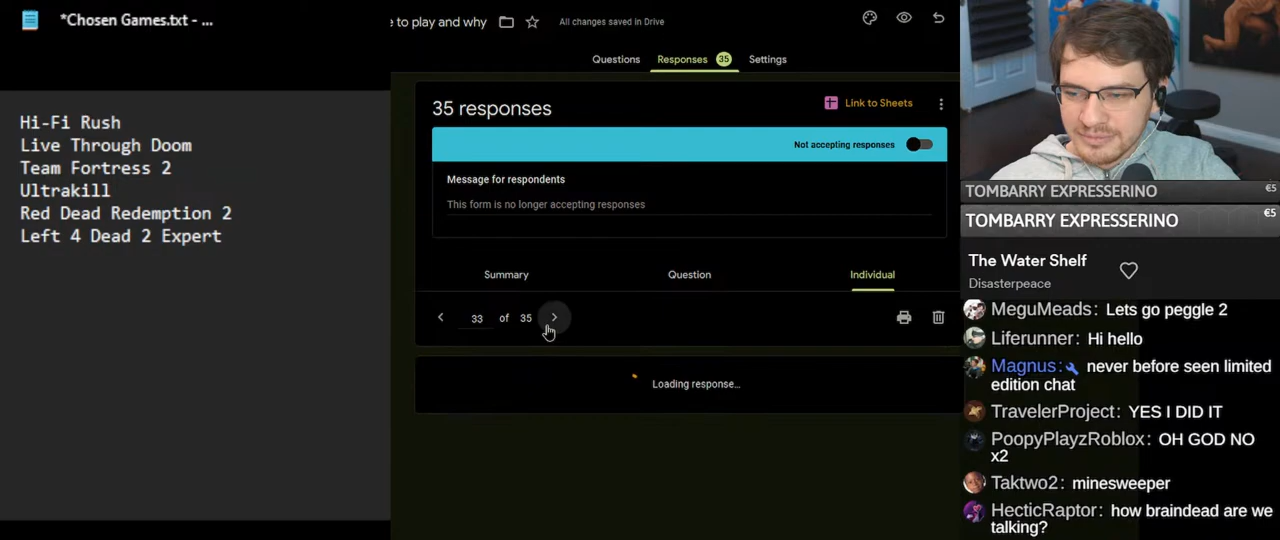 *Chosen Games.txt - ...
e to play and why
All changes saved in Drive
Questions
Responses
35
Settings
Hi-Fi Rush
Live Through Doom
Team Fortress 2
Ultrakill
Red Dead Redemption 2
Left 4 Dead 2 Expert
35 responses
Link to Sheets
Not accepting responses
Message for respondents
This form is no longer accepting responses
Summary
Question
Individual
33 of 35
Loading response...
TOMBARRY EXPRESSERINO €5
TOMBARRY EXPRESSERINO €5
The Water Shelf
Disasterpeace
MeguMeads: Lets go peggle 2
Liferunner: Hi hello
Magnus: never before seen limited
edition chat
TravelerProject: YES I DID IT
PoopyPlayzRoblox: OH GOD NO
x2
Taktwo2: minesweeper
HecticRaptor: how braindead are we
talking?